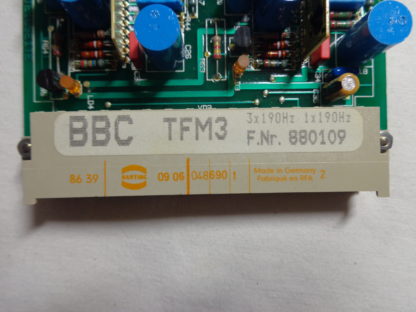 BBC TFM3 3x190Hz 1x190Hz
F.Nr. 880109
86 39 HARTING 09 06 048690 1 Made in Germany 2
Fabriqué en RFA